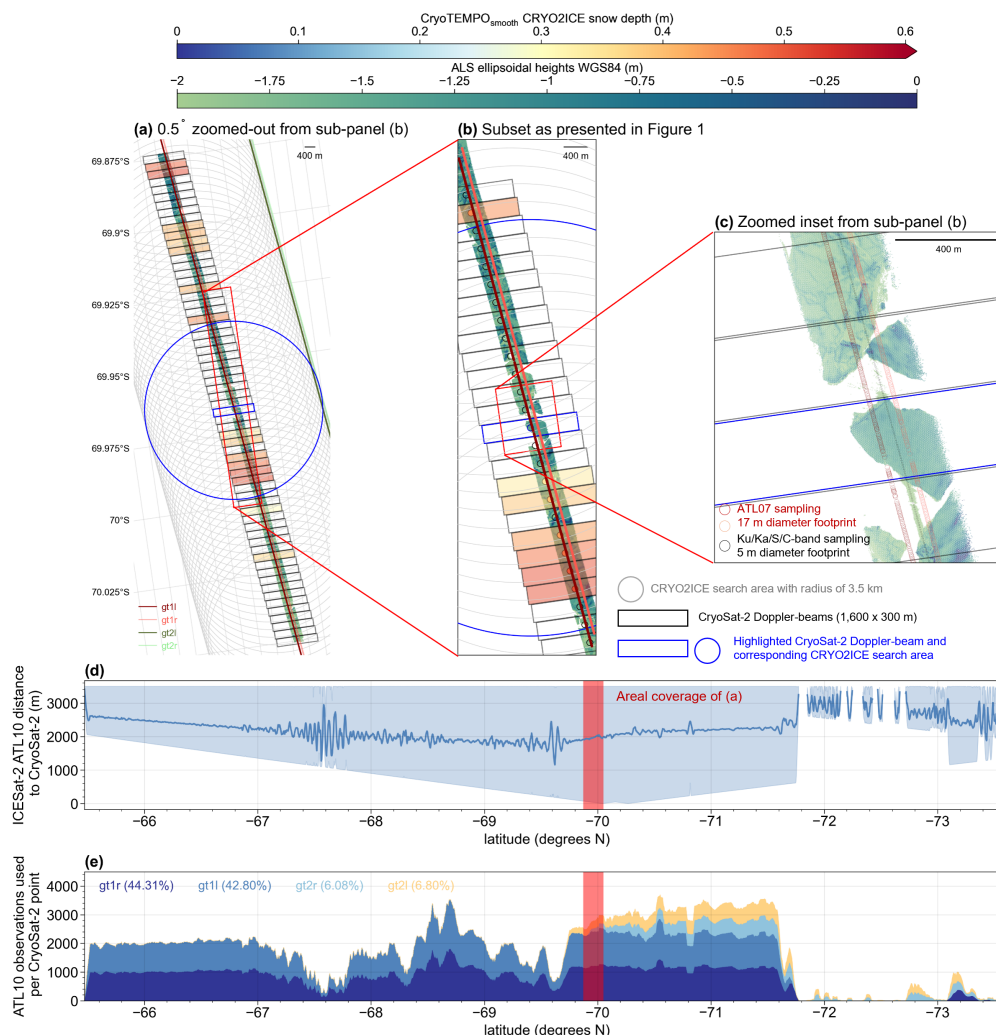 CryoTEMPOsmooth CRYO2ICE snow depth (m)
0 0.1 0.2 0.3 0.4 0.5 0.6
ALS ellipsoidal heights WGS84 (m)
−2 −1.75 −1.5 −1.25 −1 −0.75 −0.5 −0.25 0
(a) 0.5° zoomed-out from sub-panel (b)
400 m
69.875°S
69.9°S
69.925°S
69.95°S
69.975°S
70°S
70.025°S
gt1l
gt1r
gt2l
gt2r
(b) Subset as presented in Figure 1
400 m
(c) Zoomed inset from sub-panel (b)
400 m
ATL07 sampling
17 m diameter footprint
Ku/Ka/S/C-band sampling
5 m diameter footprint
CRYO2ICE search area with radius of 3.5 km
CryoSat-2 Doppler-beams (1,600 x 300 m)
Highlighted CryoSat-2 Doppler-beam and
corresponding CRYO2ICE search area
(d)
ICESat-2 ATL10 distance
to CryoSat-2 (m)
3000
2000
1000
0
Areal coverage of (a)
−66 −67 −68 −69 −70 −71 −72 −73
latitude (degrees N)
(e)
ATL10 observations used
per CryoSat-2 point
4000
3000
2000
1000
0
gt1r (44.31%) gt1l (42.80%) gt2r (6.08%) gt2l (6.80%)
−66 −67 −68 −69 −70 −71 −72 −73
latitude (degrees N)